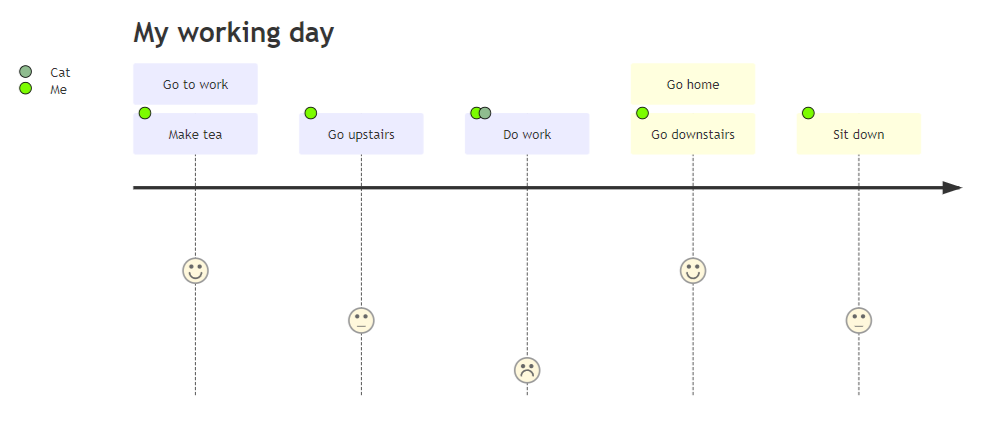 My working day
Cat
Me
Go to work
Go home
Make tea
Go upstairs
Do work
Go downstairs
Sit down